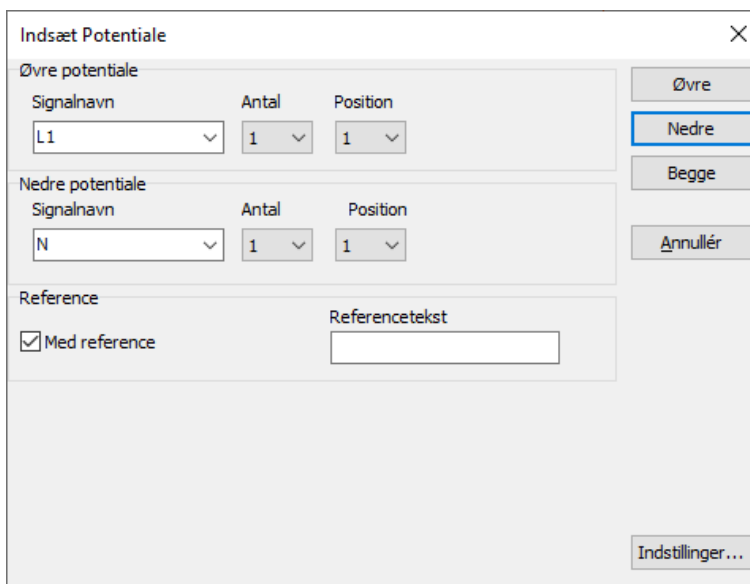 Indsæt Potentiale
Øvre potentiale
Signalnavn Antal Position
L1 1 1
Nedre potentiale
Signalnavn Antal Position
N 1 1
Reference
Med reference
Referencetekst
Øvre
Nedre
Begge
Annullér
Indstillinger...